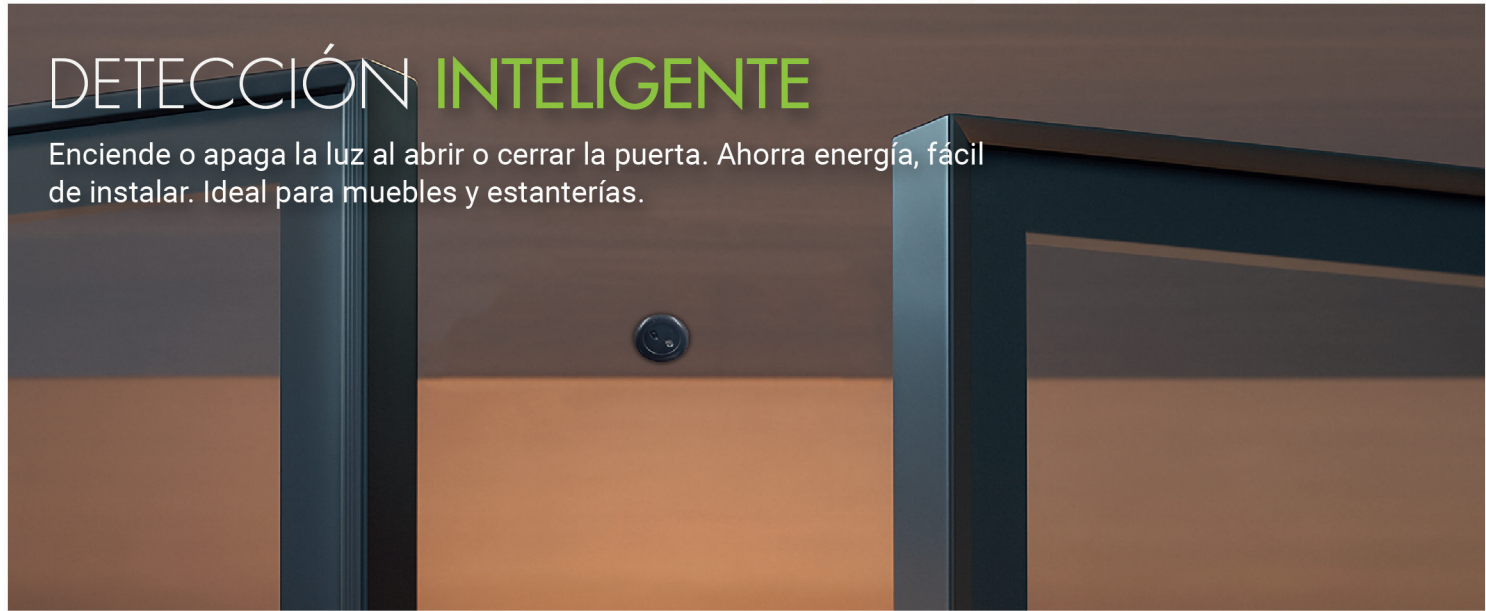 DETECCIÓN INTELIGENTE
Enciende o apaga la luz al abrir o cerrar la puerta. Ahorra energía, fácil
de instalar. Ideal para muebles y estanterías.